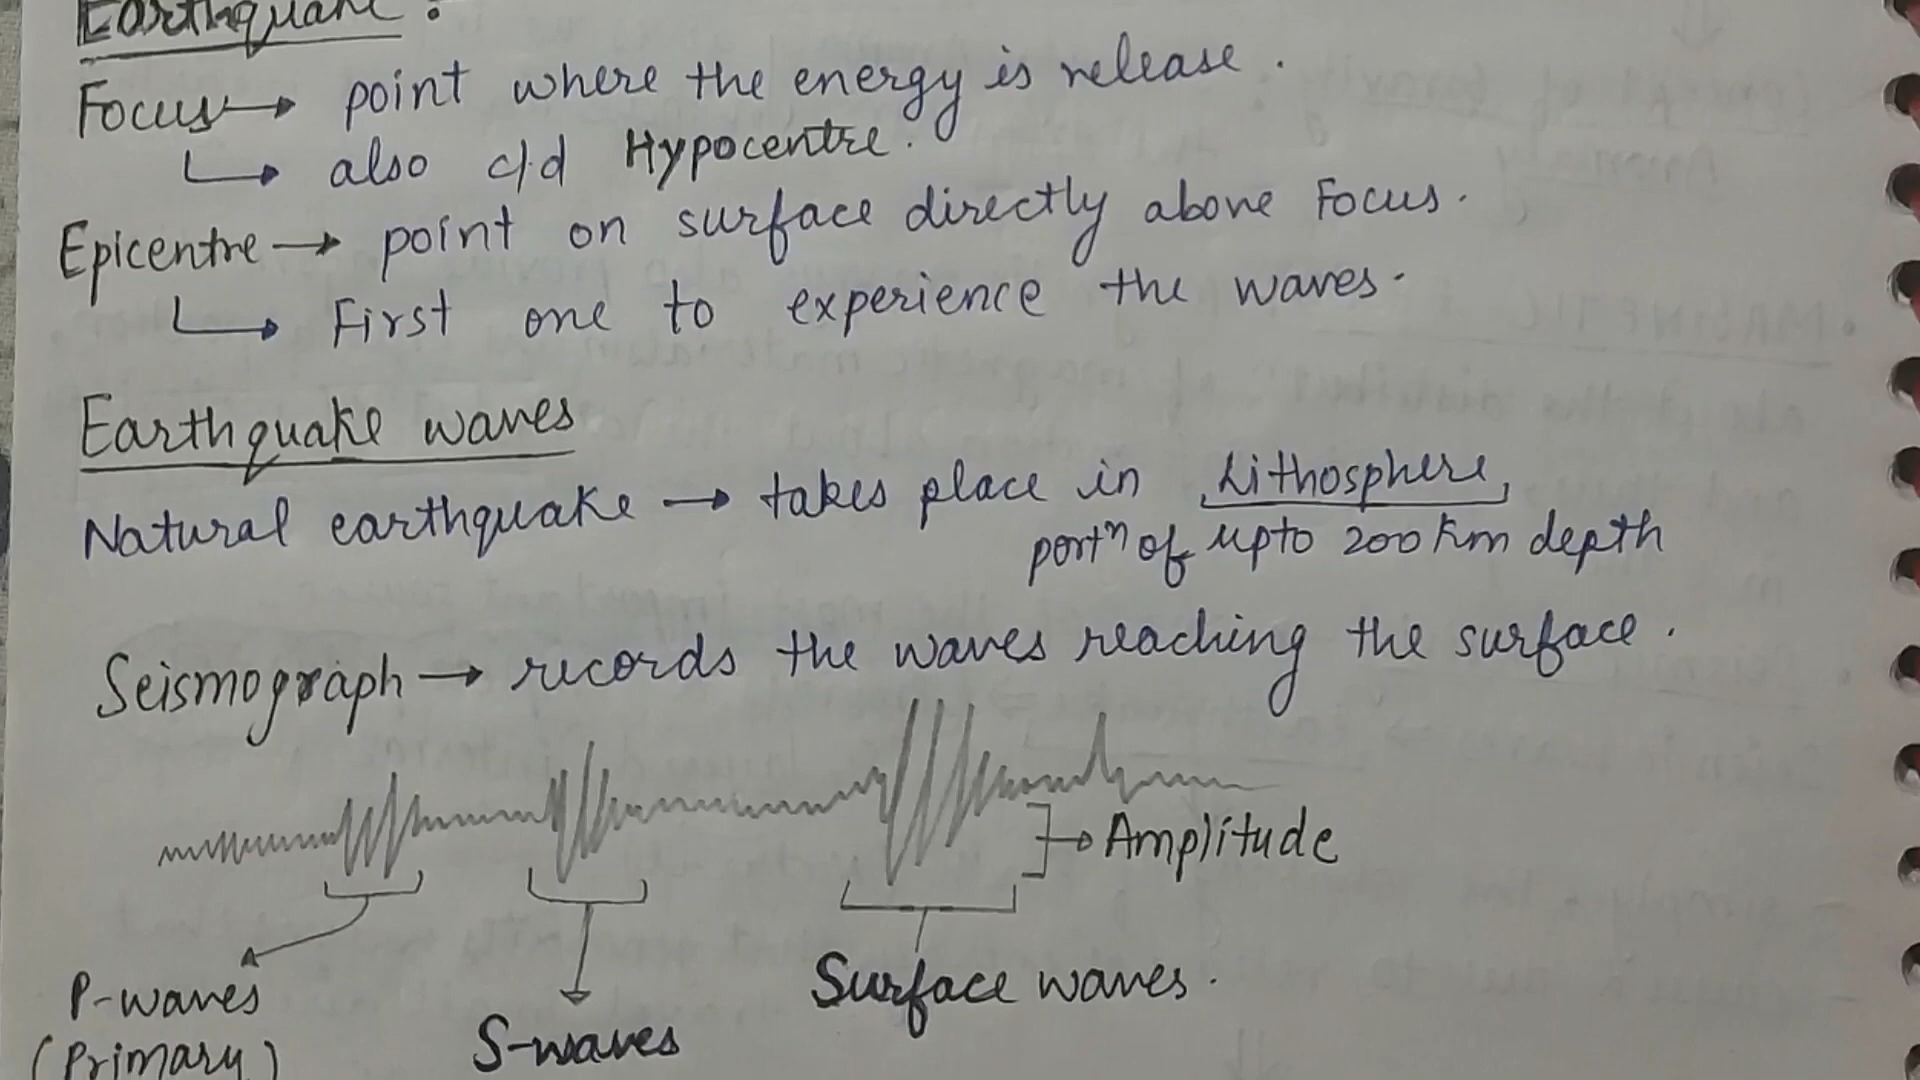 Earthquake :
Focus → point where the energy is release.
↳ also c/d Hypocentre.
Epicentre → point on surface directly above Focus.
↳ First one to experience the waves.
Earthquake waves
Natural earthquake → takes place in Lithosphere,
portn of upto 200 km depth
Seismograph → records the waves reaching the surface.
→ Amplitude
P-waves
(Primary)
S-waves
Surface waves.